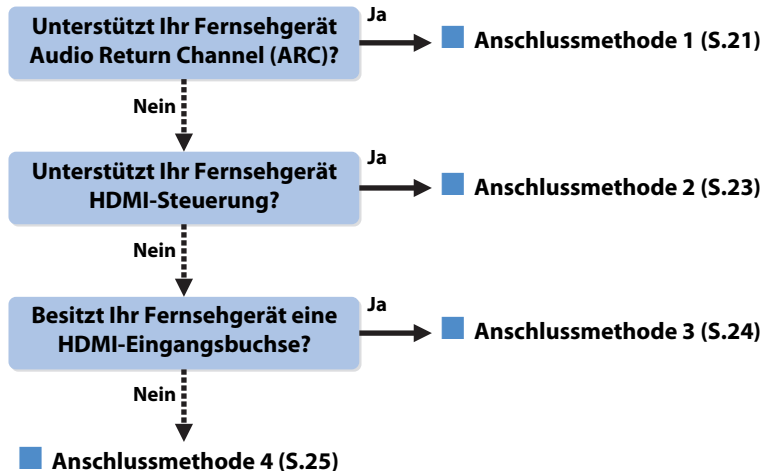 Unterstützt Ihr Fernsehgerät
Audio Return Channel (ARC)?
Ja
Anschlussmethode 1 (S.21)
Nein
Unterstützt Ihr Fernsehgerät
HDMI-Steuerung?
Ja
Anschlussmethode 2 (S.23)
Nein
Besitzt Ihr Fernsehgerät eine
HDMI-Eingangsbuchse?
Ja
Anschlussmethode 3 (S.24)
Nein
Anschlussmethode 4 (S.25)